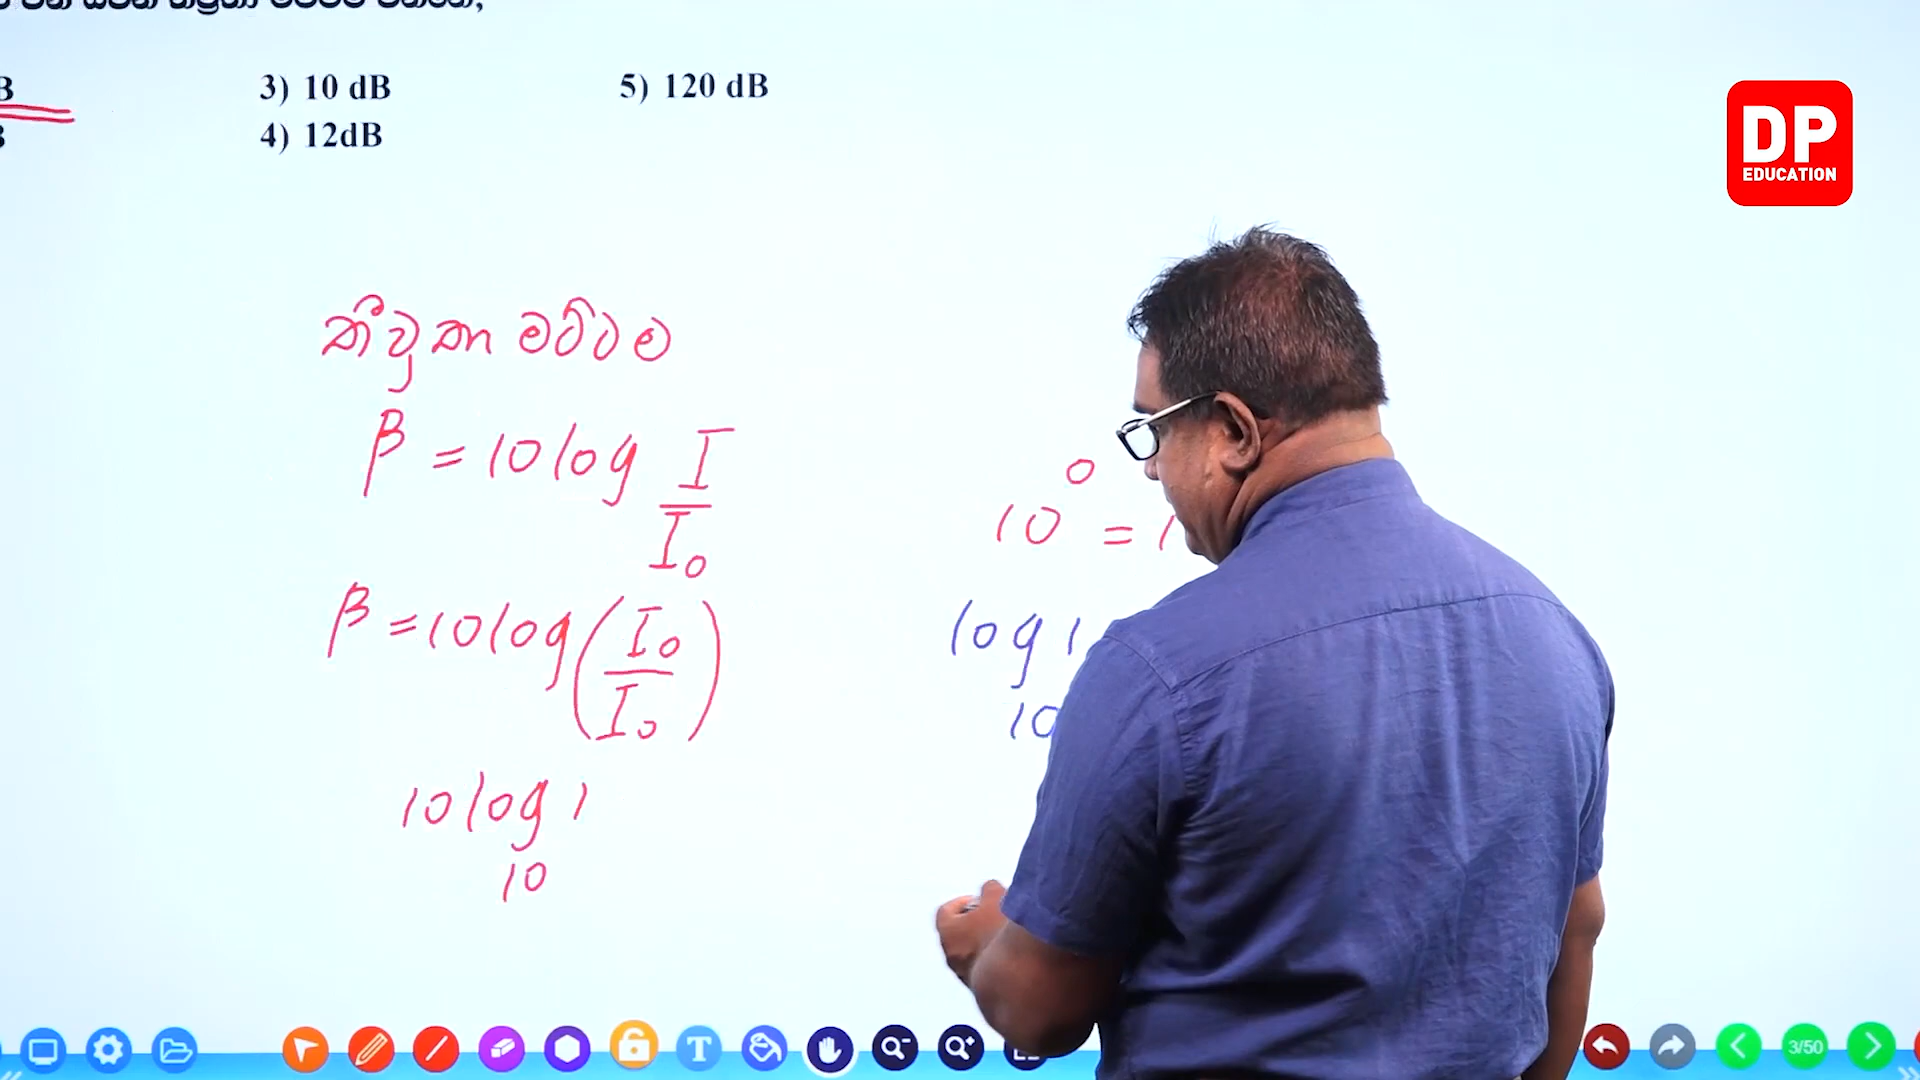 B
3) 10 dB
5) 120 dB
4) 12dB
DP
EDUCATION
තීව්‍රතා මට්ටම
β = 10 log I
I₀
β = 10 log (I₀
I₀)
10 log 1
10
10⁰ = 1
log 1
10
T
3/50